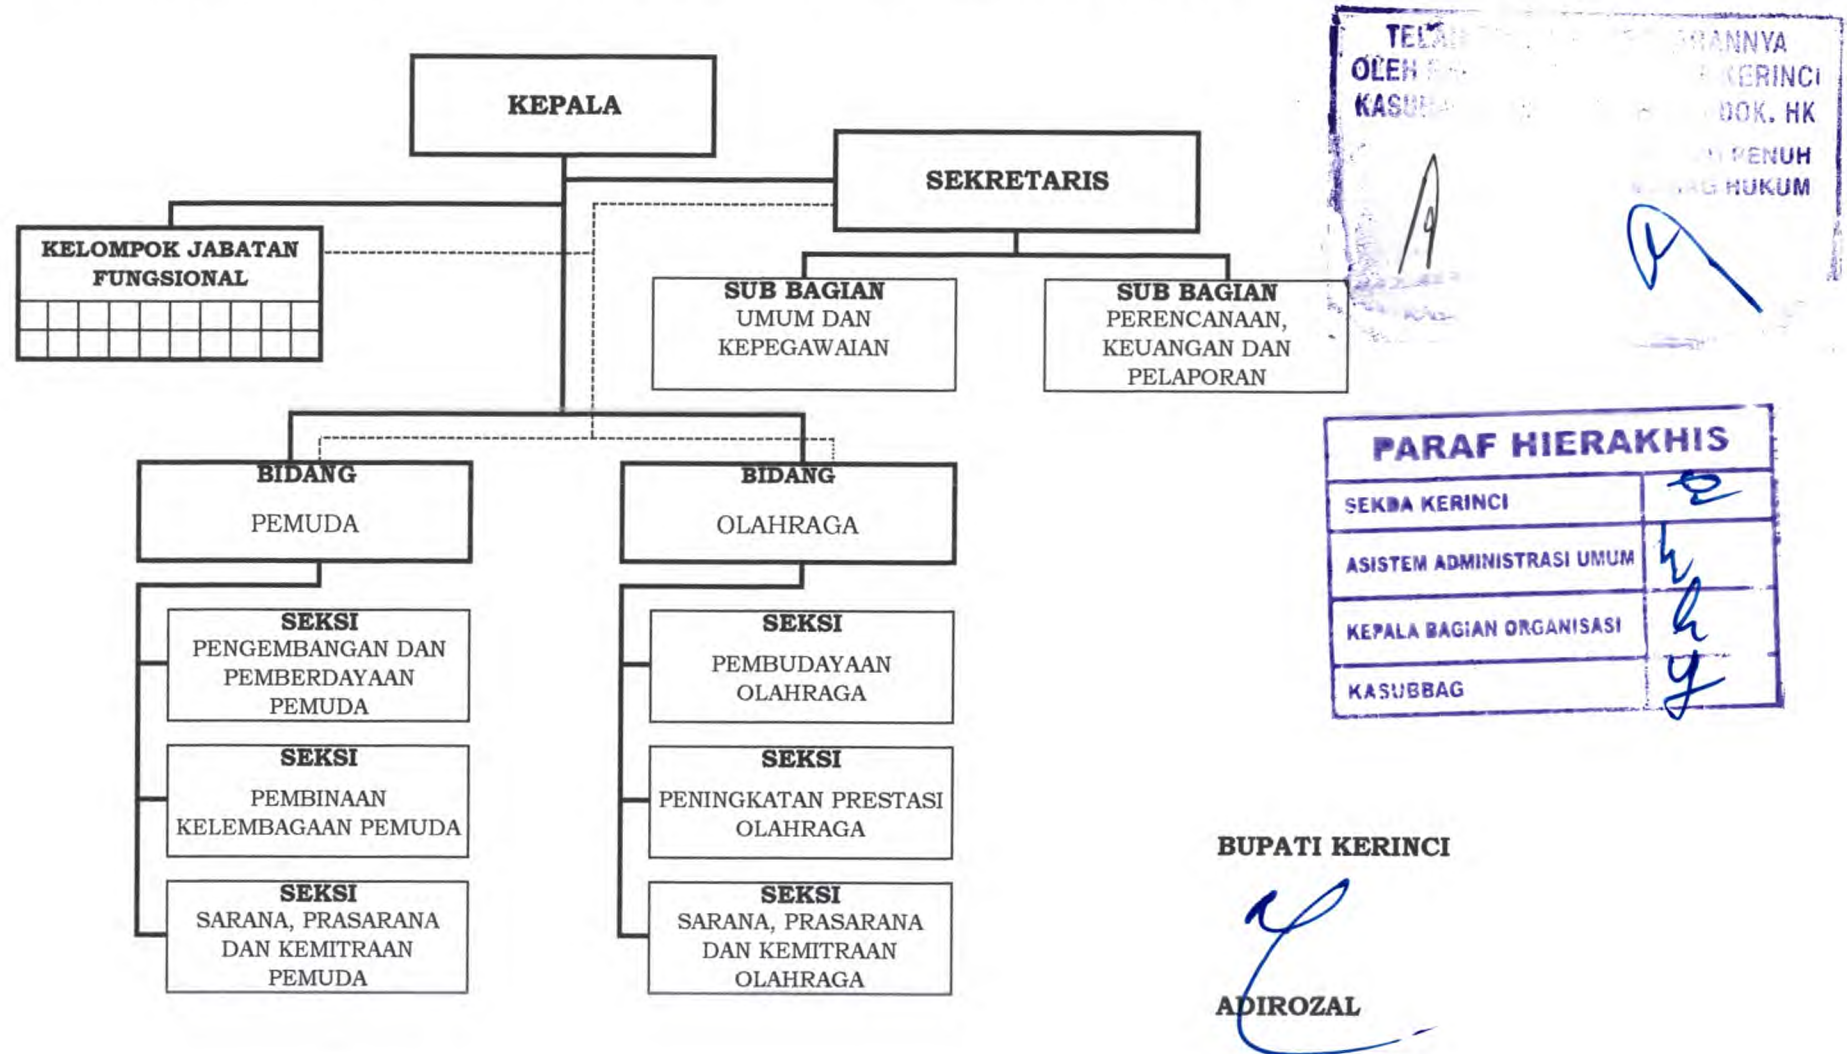 KEPALA
SEKRETARIS
KELOMPOK JABATAN
FUNGSIONAL
SUB BAGIAN
UMUM DAN
KEPEGAWAIAN
SUB BAGIAN
PERENCANAAN,
KEUANGAN DAN
PELAPORAN
BIDANG
PEMUDA
SEKSI
PENGEMBANGAN DAN
PEMBERDAYAAN
PEMUDA
SEKSI
PEMBINAAN
KELEMBAGAAN PEMUDA
SEKSI
SARANA, PRASARANA
DAN KEMITRAAN
PEMUDA
BIDANG
OLAHRAGA
SEKSI
PEMBUDAYAAN
OLAHRAGA
SEKSI
PENINGKATAN PRESTASI
OLAHRAGA
SEKSI
SARANA, PRASARANA
DAN KEMITRAAN
OLAHRAGA
OLEH KERINCI
DOK. HK
PENUH
HUKUM
PARAF HIERAKHIS
SEKDA KERINCI
ASISTEM ADMINISTRASI UMUM
KEPALA BAGIAN ORGANISASI
KASUBBAG
BUPATI KERINCI
ADIROZAL